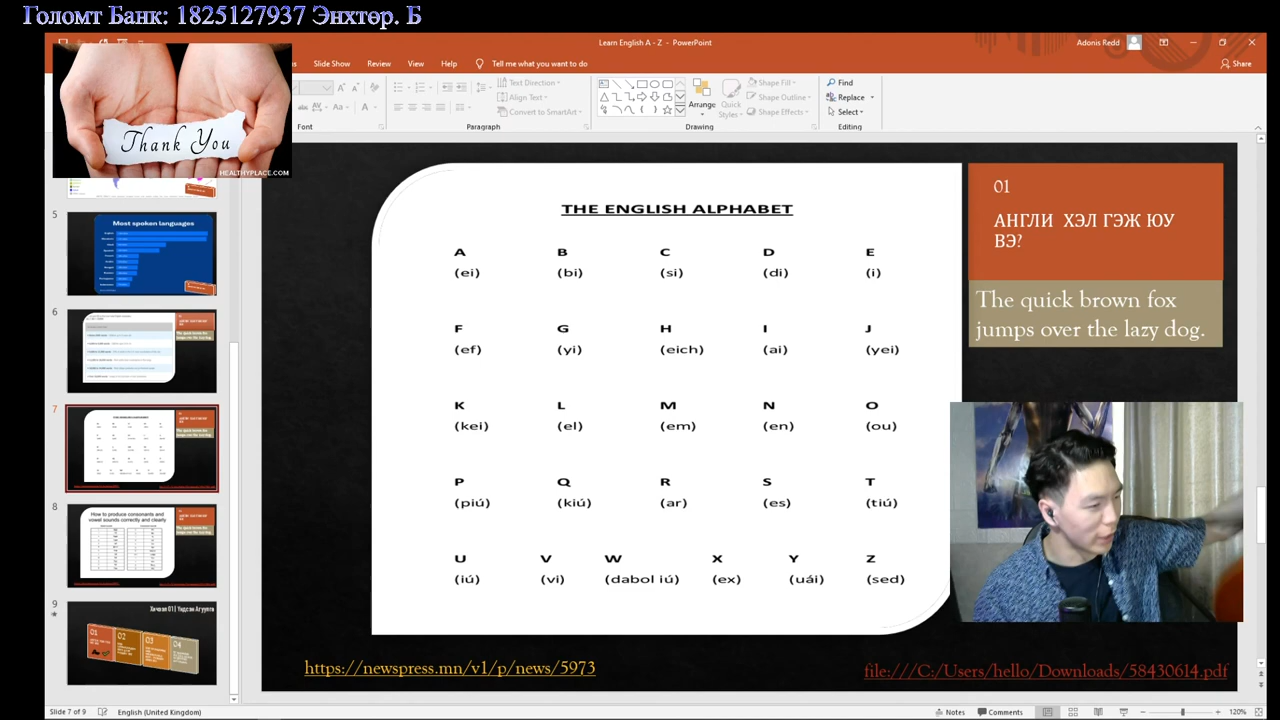 Голомт Банк: 1825127937 Энхтөр. Б
Learn English A - Z - PowerPoint
Adonis Redd
Slide Show Review View Help Tell me what you want to do
Share
Text Direction
Align Text
Convert to SmartArt
Arrange
Quick
Styles
Shape Fill
Shape Outline
Shape Effects
Find
Replace
Select
Font
Paragraph
Drawing
Editing
Thank You
HEALTHYPLACE.COM
5
Most spoken languages
6
7
8
How to produce consonants and
vowel sounds correctly and clearly
9
THE ENGLISH ALPHABET
A B C D E
(ei) (bi) (si) (di) (i)
F G H I J
(ef) (yi) (eich) (ai) (yei)
K L M N O
(kei) (el) (em) (en) (ou)
P Q R S T
(piú) (kiú) (ar) (es) (tiú)
U V W X Y Z
(iú) (vi) (dabol iú) (ex) (uái) (sed)
01
АНГЛИ ХЭЛ ГЭЖ ЮУ
ВЭ?
The quick brown fox
jumps over the lazy dog.
https://newspress.mn/v1/p/news/5973
file:///C:/Users/hello/Downloads/58430614.pdf
Slide 7 of 9
English (United Kingdom)
Notes
Comments
120%